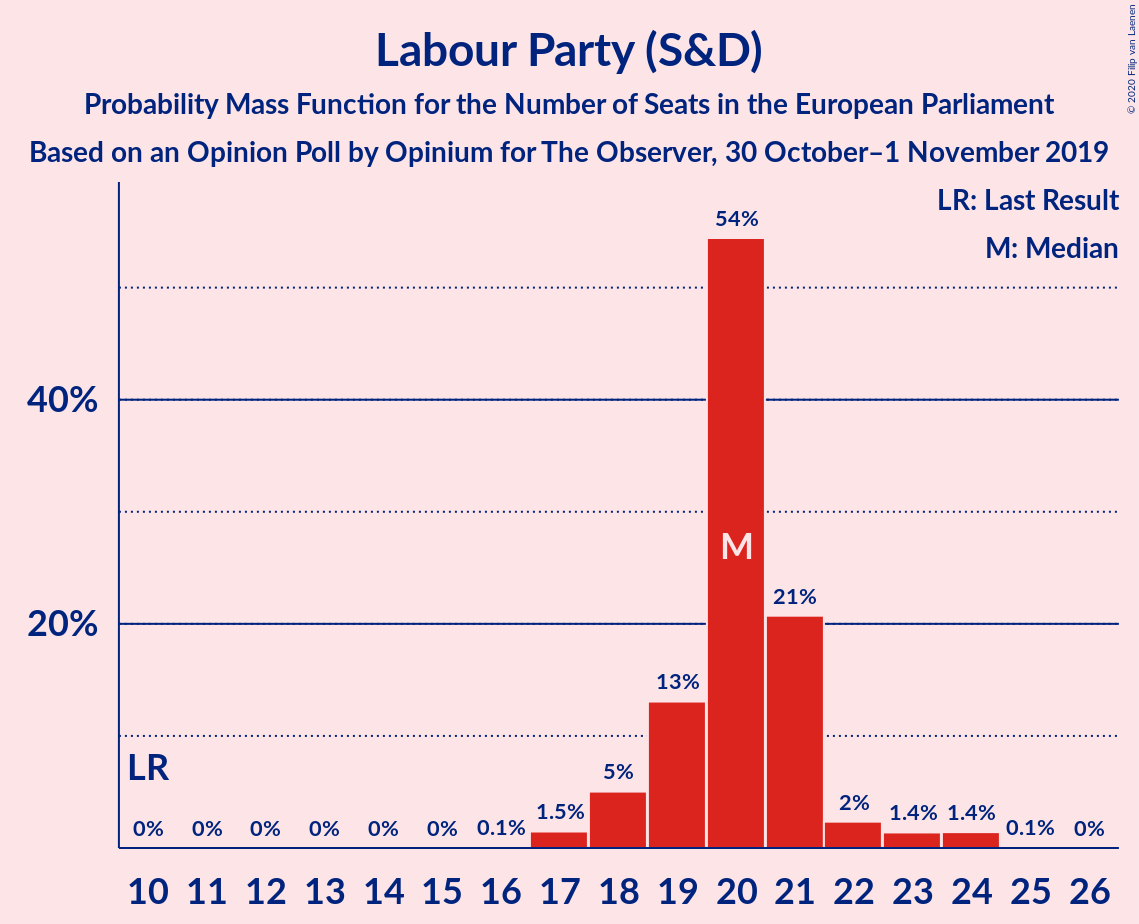 Labour Party (S&D)
Probability Mass Function for the Number of Seats in the European Parliament
Based on an Opinion Poll by Opinium for The Observer, 30 October–1 November 2019
© 2020 Filip van Laenen
LR: Last Result
M: Median
54%
40%
M
21%
20%
13%
LR
5%
0% 0% 0% 0% 0% 0% 0.1% 1.5% 2% 1.4% 1.4% 0.1% 0%
10 11 12 13 14 15 16 17 18 19 20 21 22 23 24 25 26